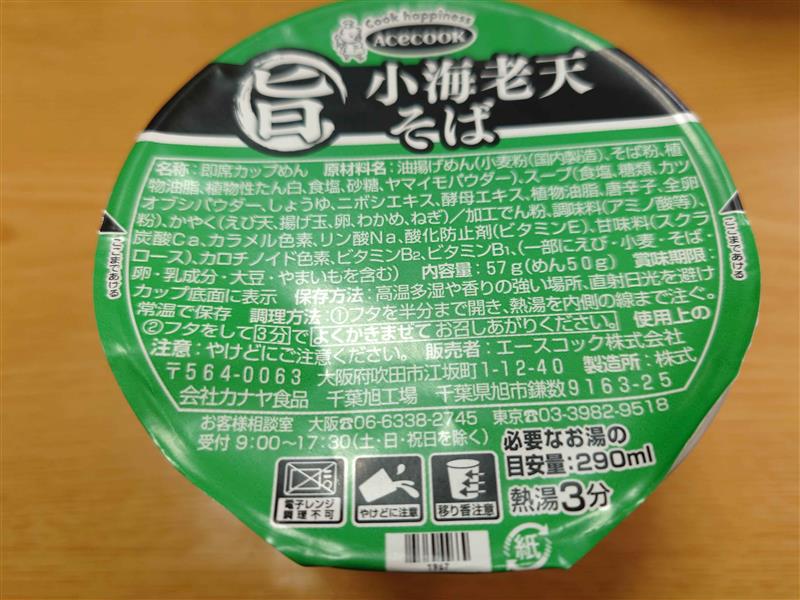 Cook happiness
ACECOOK
旨
小海老天
そば
名称:即席カップめん 原材料名:油揚げめん(小麦粉(国内製造)、そば粉、植
物油脂、植物性たん白、食塩、砂糖、ヤマイモパウダー)、スープ(食塩、糖類、カツ
オブシパウダー、しょうゆ、ニボシエキス、酵母エキス、植物油脂、唐辛子、全卵
粉)、かやく(えび天、揚げ玉、卵、わかめ、ねぎ)/加工でん粉、調味料(アミノ酸等)、
炭酸Ca、カラメル色素、リン酸Na、酸化防止剤(ビタミンE)、甘味料(スクラ
ロース)、カロチノイド色素、ビタミンB₂、ビタミンB₁、(一部にえび・小麦・そば・
卵・乳成分・大豆・やまいもを含む) 内容量:57g(めん50g) 賞味期限:
カップ底面に表示 保存方法:高温多湿や香りの強い場所、直射日光を避け
常温で保存 調理方法:①フタを半分まで開き、熱湯を内側の線まで注ぐ。
②フタをして3分でよくかきまぜてお召しあがりください。 使用上の
注意:やけどにご注意ください。 販売者:エースコック株式会社
〒564-0063 大阪府吹田市江坂町1-12-40 製造所:株式
会社カナヤ食品 千葉旭工場 千葉県旭市鎌数9163-25
お客様相談室 大阪☎06-6338-2745 東京☎03-3982-9518
受付 9:00~17:30(土・日・祝日を除く)
必要なお湯の
目安量:290ml
熱湯3分
電子レンジ
調理不可
やけどに注意
移り香注意
ここまであける
ここまであける
紙
1947